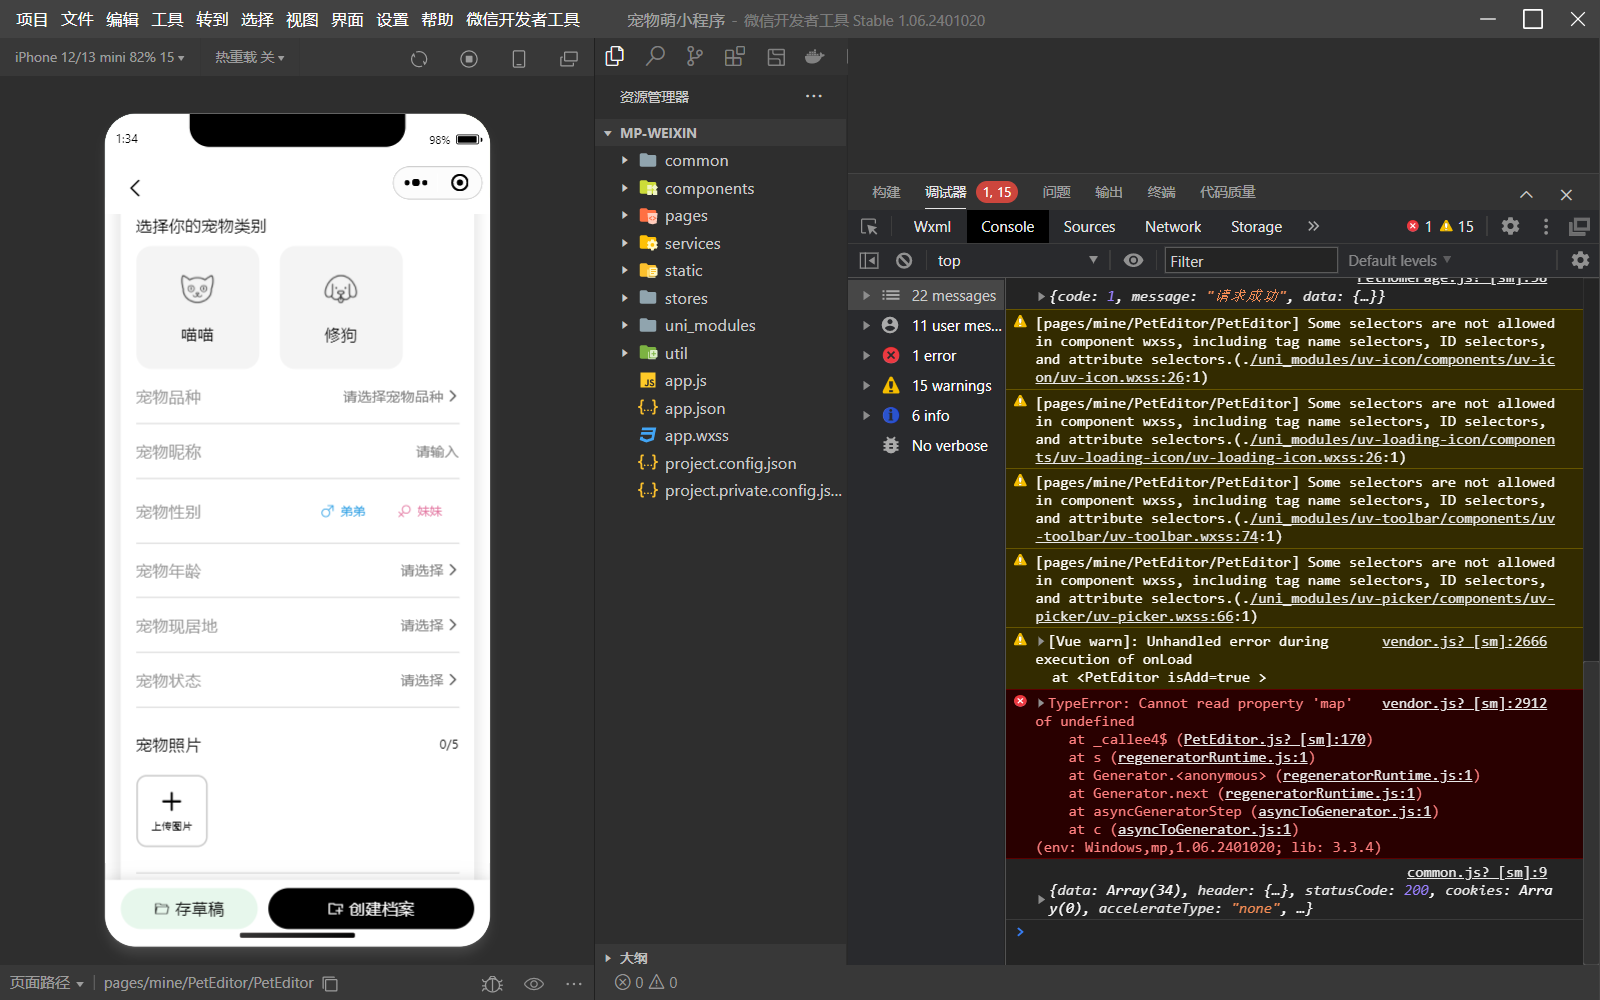 项目 文件 编辑 工具 转到 选择 视图 界面 设置 帮助 微信开发者工具
宠物萌小程序 - 微信开发者工具 Stable 1.06.2401020
iPhone 12/13 mini 82% 15
热重载 关
1:34
98%
选择你的宠物类别
喵喵
修狗
宠物品种
请选择宠物品种
宠物昵称
请输入
宠物性别
弟弟
妹妹
宠物年龄
请选择
宠物现居地
请选择
宠物状态
请选择
宠物照片
0/5
上传图片
存草稿
创建档案
页面路径
pages/mine/PetEditor/PetEditor
资源管理器
MP-WEIXIN
common
components
pages
services
static
stores
uni_modules
util
app.js
app.json
app.wxss
project.config.json
project.private.config.js...
大纲
0
0
构建 调试器 1, 15 问题 输出 终端 代码质量
Wxml Console Sources Network Storage
1 15
top
Filter
Default levels
22 messages
11 user mes...
1 error
15 warnings
6 info
No verbose
PetHomePage.js? [sm]:56
{code: 1, message: "请求成功", data: {…}}
[pages/mine/PetEditor/PetEditor] Some selectors are not allowed
in component wxss, including tag name selectors, ID selectors,
and attribute selectors.(./uni_modules/uv-icon/components/uv-ic
on/uv-icon.wxss:26:1)
[pages/mine/PetEditor/PetEditor] Some selectors are not allowed
in component wxss, including tag name selectors, ID selectors,
and attribute selectors.(./uni_modules/uv-loading-icon/componen
ts/uv-loading-icon/uv-loading-icon.wxss:26:1)
[pages/mine/PetEditor/PetEditor] Some selectors are not allowed
in component wxss, including tag name selectors, ID selectors,
and attribute selectors.(./uni_modules/uv-toolbar/components/uv
-toolbar/uv-toolbar.wxss:74:1)
[pages/mine/PetEditor/PetEditor] Some selectors are not allowed
in component wxss, including tag name selectors, ID selectors,
and attribute selectors.(./uni_modules/uv-picker/components/uv-
picker/uv-picker.wxss:66:1)
[Vue warn]: Unhandled error during vendor.js? [sm]:2666
execution of onLoad
at <PetEditor isAdd=true >
TypeError: Cannot read property 'map' vendor.js? [sm]:2912
of undefined
at _callee4$ (PetEditor.js? [sm]:170)
at s (regeneratorRuntime.js:1)
at Generator.<anonymous> (regeneratorRuntime.js:1)
at Generator.next (regeneratorRuntime.js:1)
at asyncGeneratorStep (asyncToGenerator.js:1)
at c (asyncToGenerator.js:1)
(env: Windows,mp,1.06.2401020; lib: 3.3.4)
common.js? [sm]:9
{data: Array(34), header: {…}, statusCode: 200, cookies: Arra
y(0), accelerateType: "none", …}